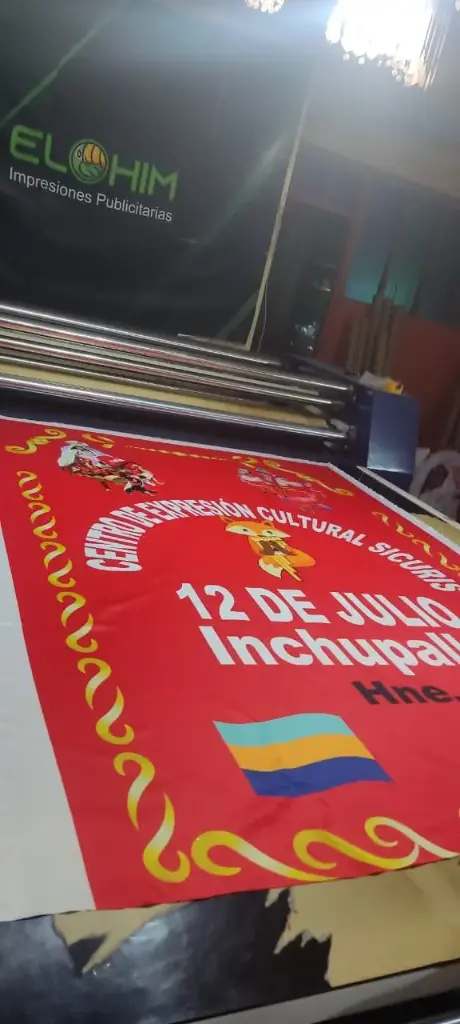 ELOHIM
Impresiones Publicitarias
CENTRO DE EXPRESIÓN CULTURAL SICURIS
12 DE JULIO
Inchupall
Hne.